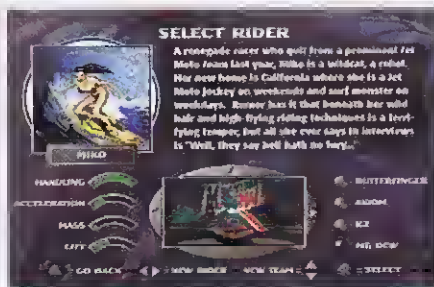 SELECT RIDER
A renegade racer who quit from a prominent Jet
Moto team last year, Miko is a wildcat, a rebel.
Her new home is California where she is a Jet
Moto jockey on weekends and surf monster on
weekdays. Rumor has it that beneath her wild
hair and high-flying riding techniques is a terri-
fying temper, but all she ever says in interviews
is "Well, they say hell hath no fury..."
MIKO
HANDLING
ACCELERATION
MASS
LIFT
BUTTERFINGER
AXIOM
K2
MT. DEW
GO BACK
NEW RIDER
NEW TEAM
SELECT